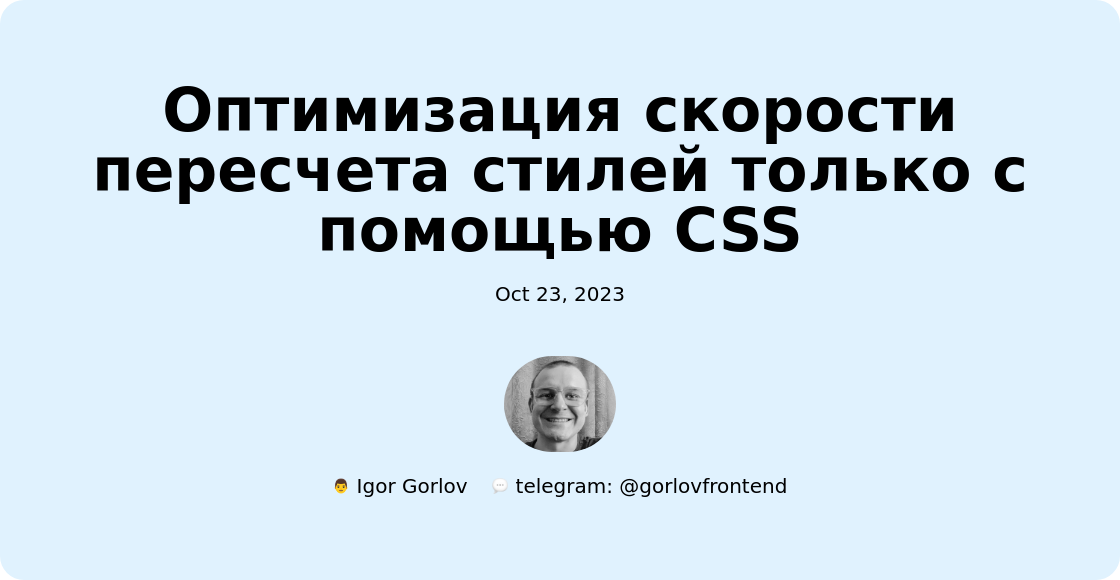 Оптимизация скорости
пересчета стилей только с
помощью CSS
Oct 23, 2023
👨 Igor Gorlov 💬 telegram: @gorlovfrontend